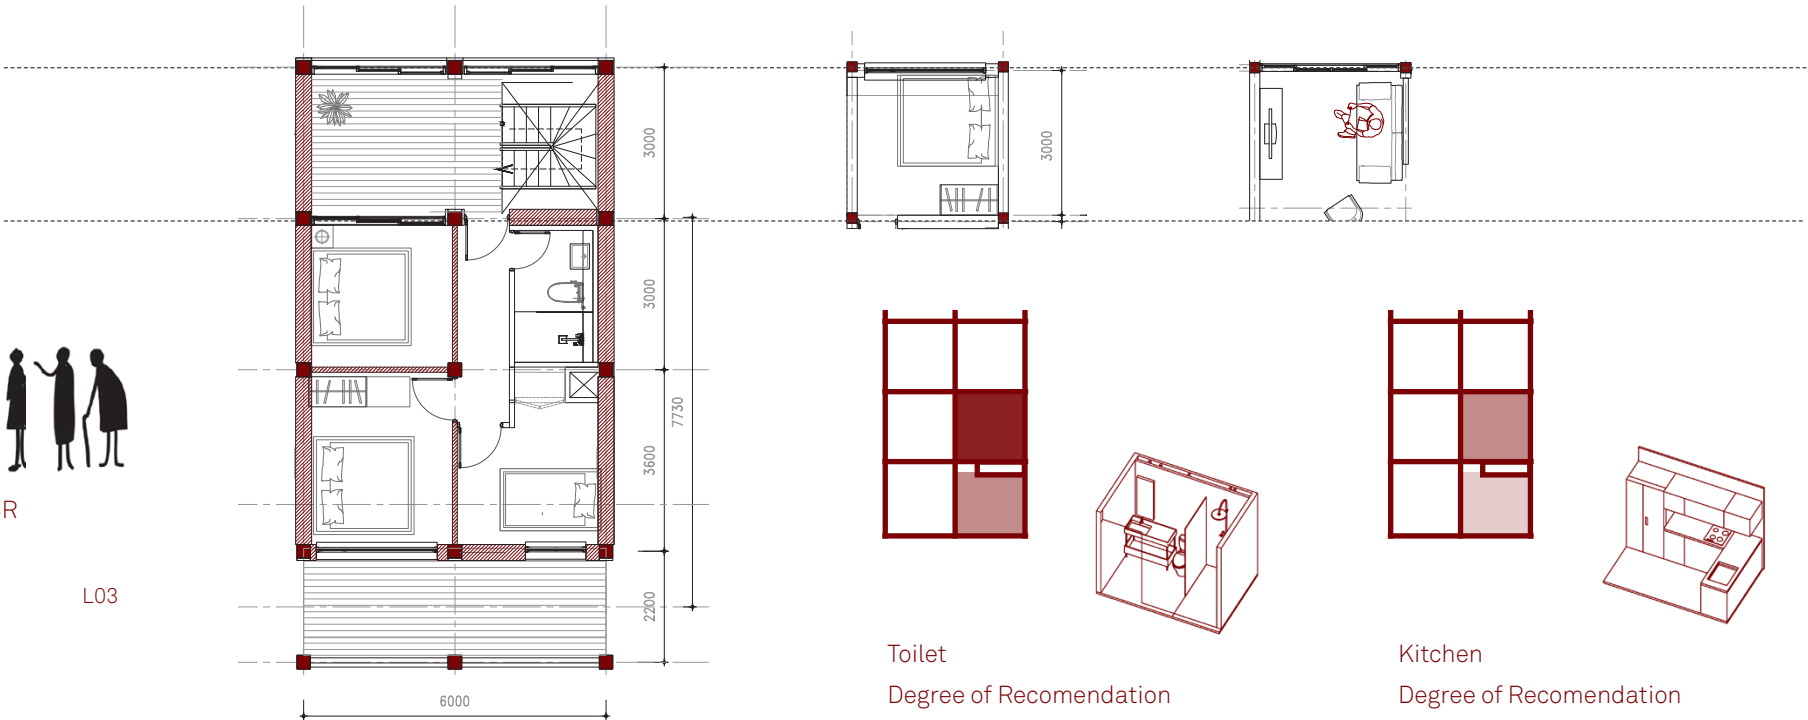 3000
3000
3000
7730
3600
2200
6000
R
L03
Toilet
Degree of Recomendation
Kitchen
Degree of Recomendation